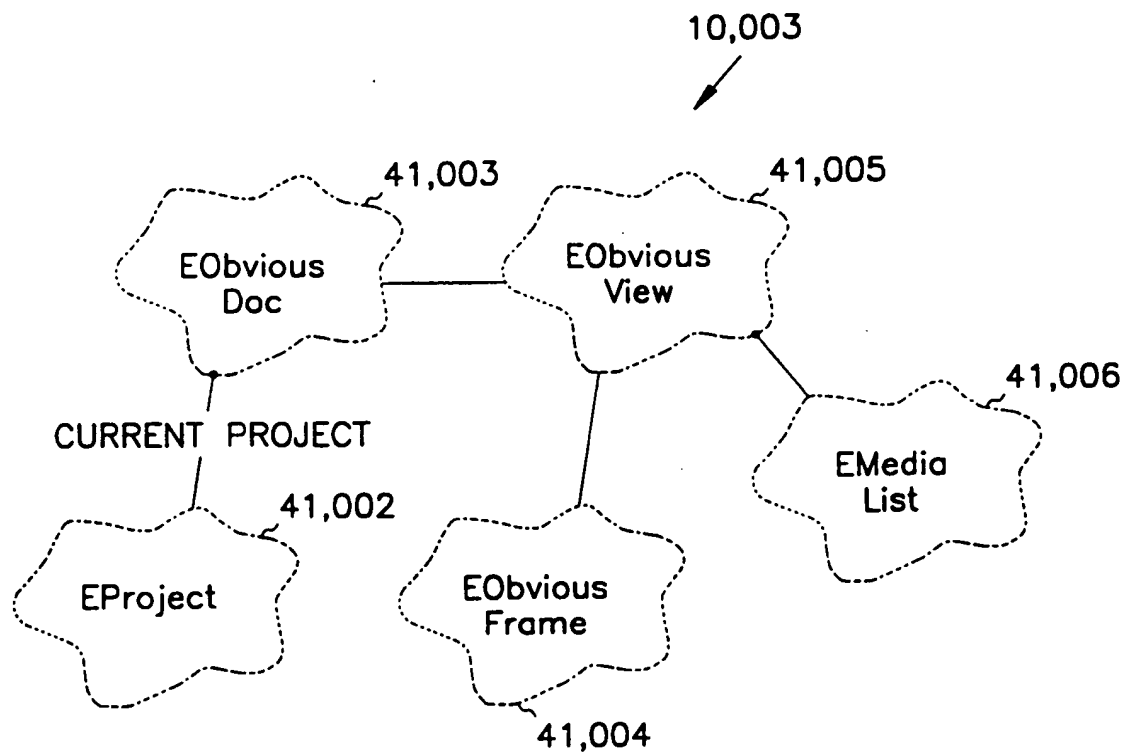 10,003
41,003
41,005
EObvious
Doc
EObvious
View
41,006
CURRENT PROJECT
EMedia
List
41,002
EProject
EObvious
Frame
41,004